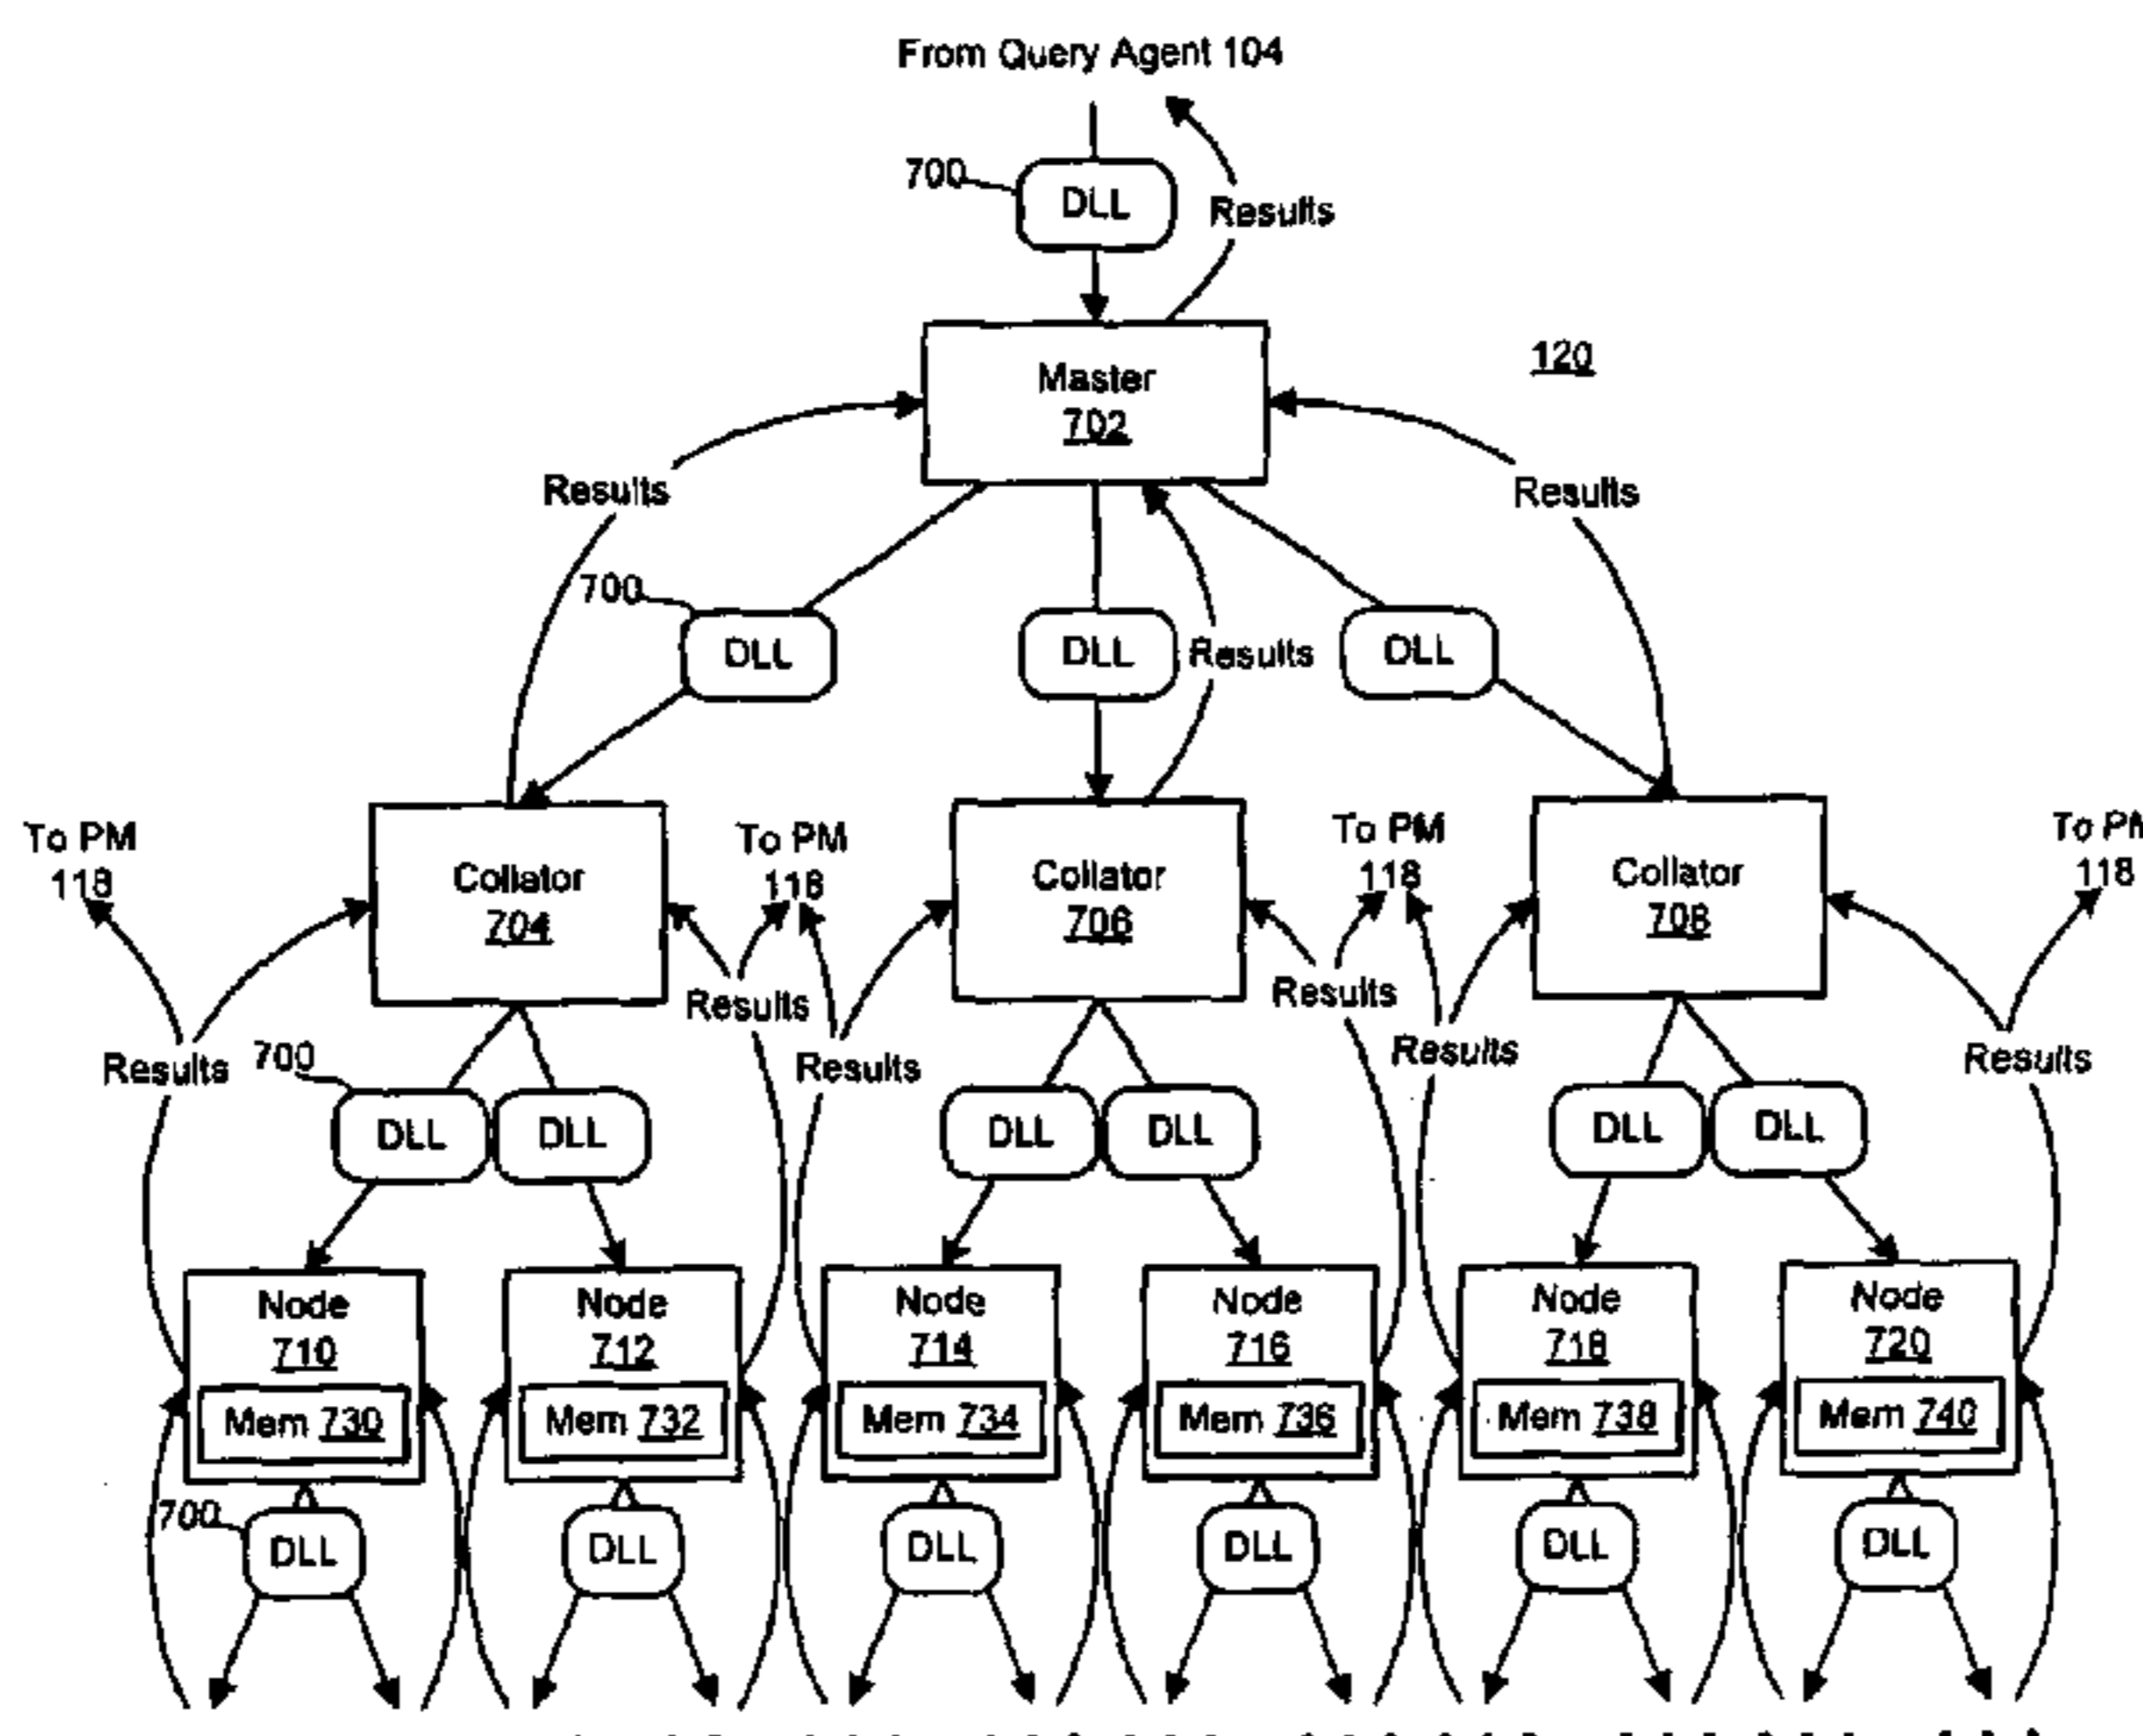 From Query Agent 104
700
DLL
Results
Master
702
120
Results
Results
700
DLL
DLL
Results
DLL
To PM
118
Collator
704
To PM
118
Collator
706
To PM
118
Collator
708
To PM
118
Results
700
Results
Results
Results
Results
Results
DLL
DLL
DLL
DLL
DLL
DLL
Node
710
Mem 730
Node
712
Mem 732
Node
714
Mem 734
Node
716
Mem 736
Node
718
Mem 738
Node
720
Mem 740
700
DLL
DLL
DLL
DLL
DLL
DLL